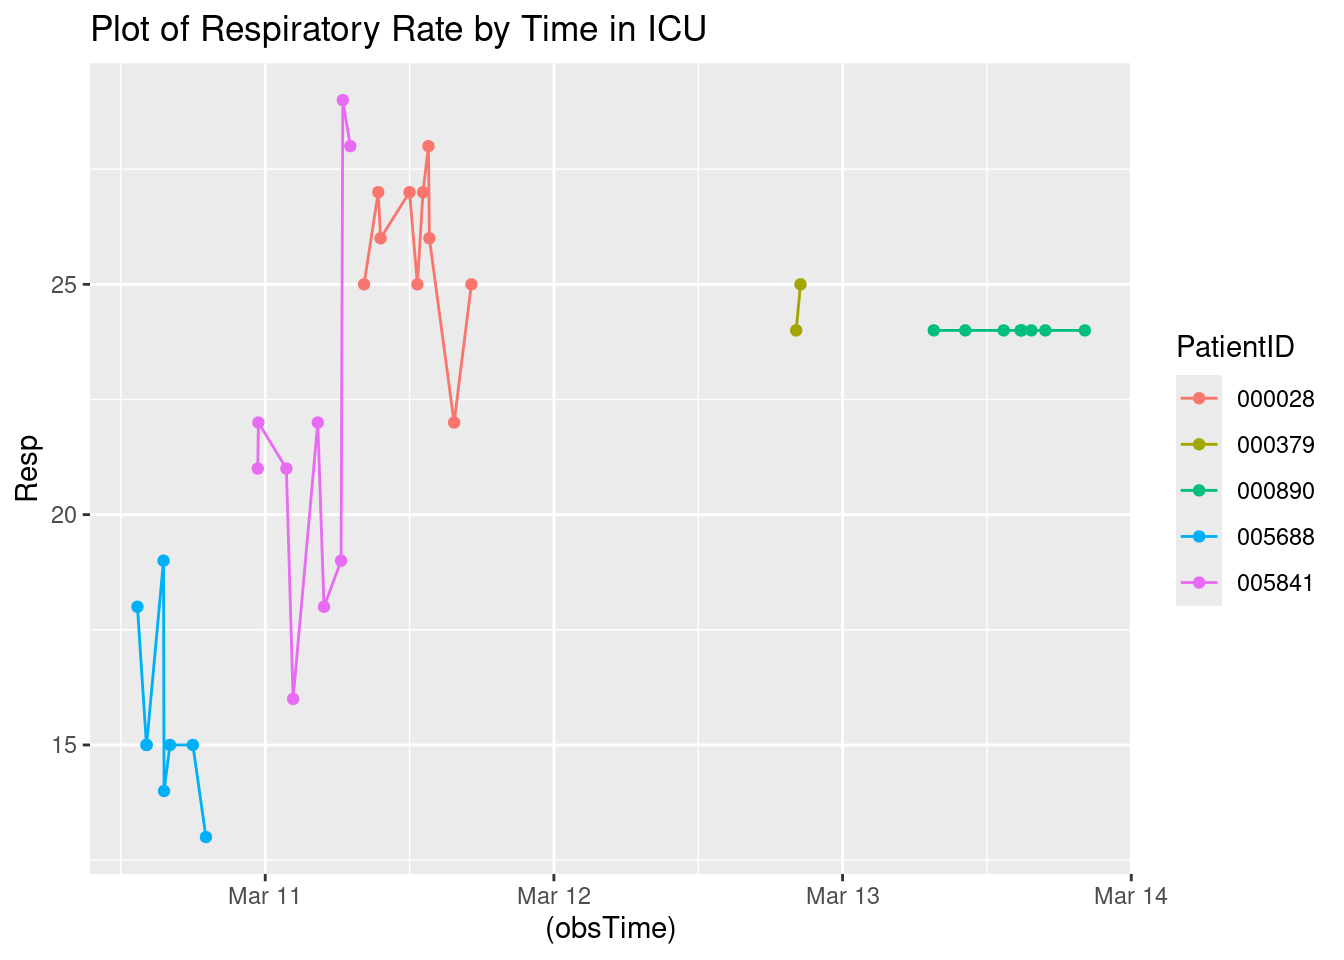 Plot of Respiratory Rate by Time in ICU
Resp
25
20
15
Mar 11
Mar 12
Mar 13
Mar 14
(obsTime)
PatientID
000028
000379
000890
005688
005841